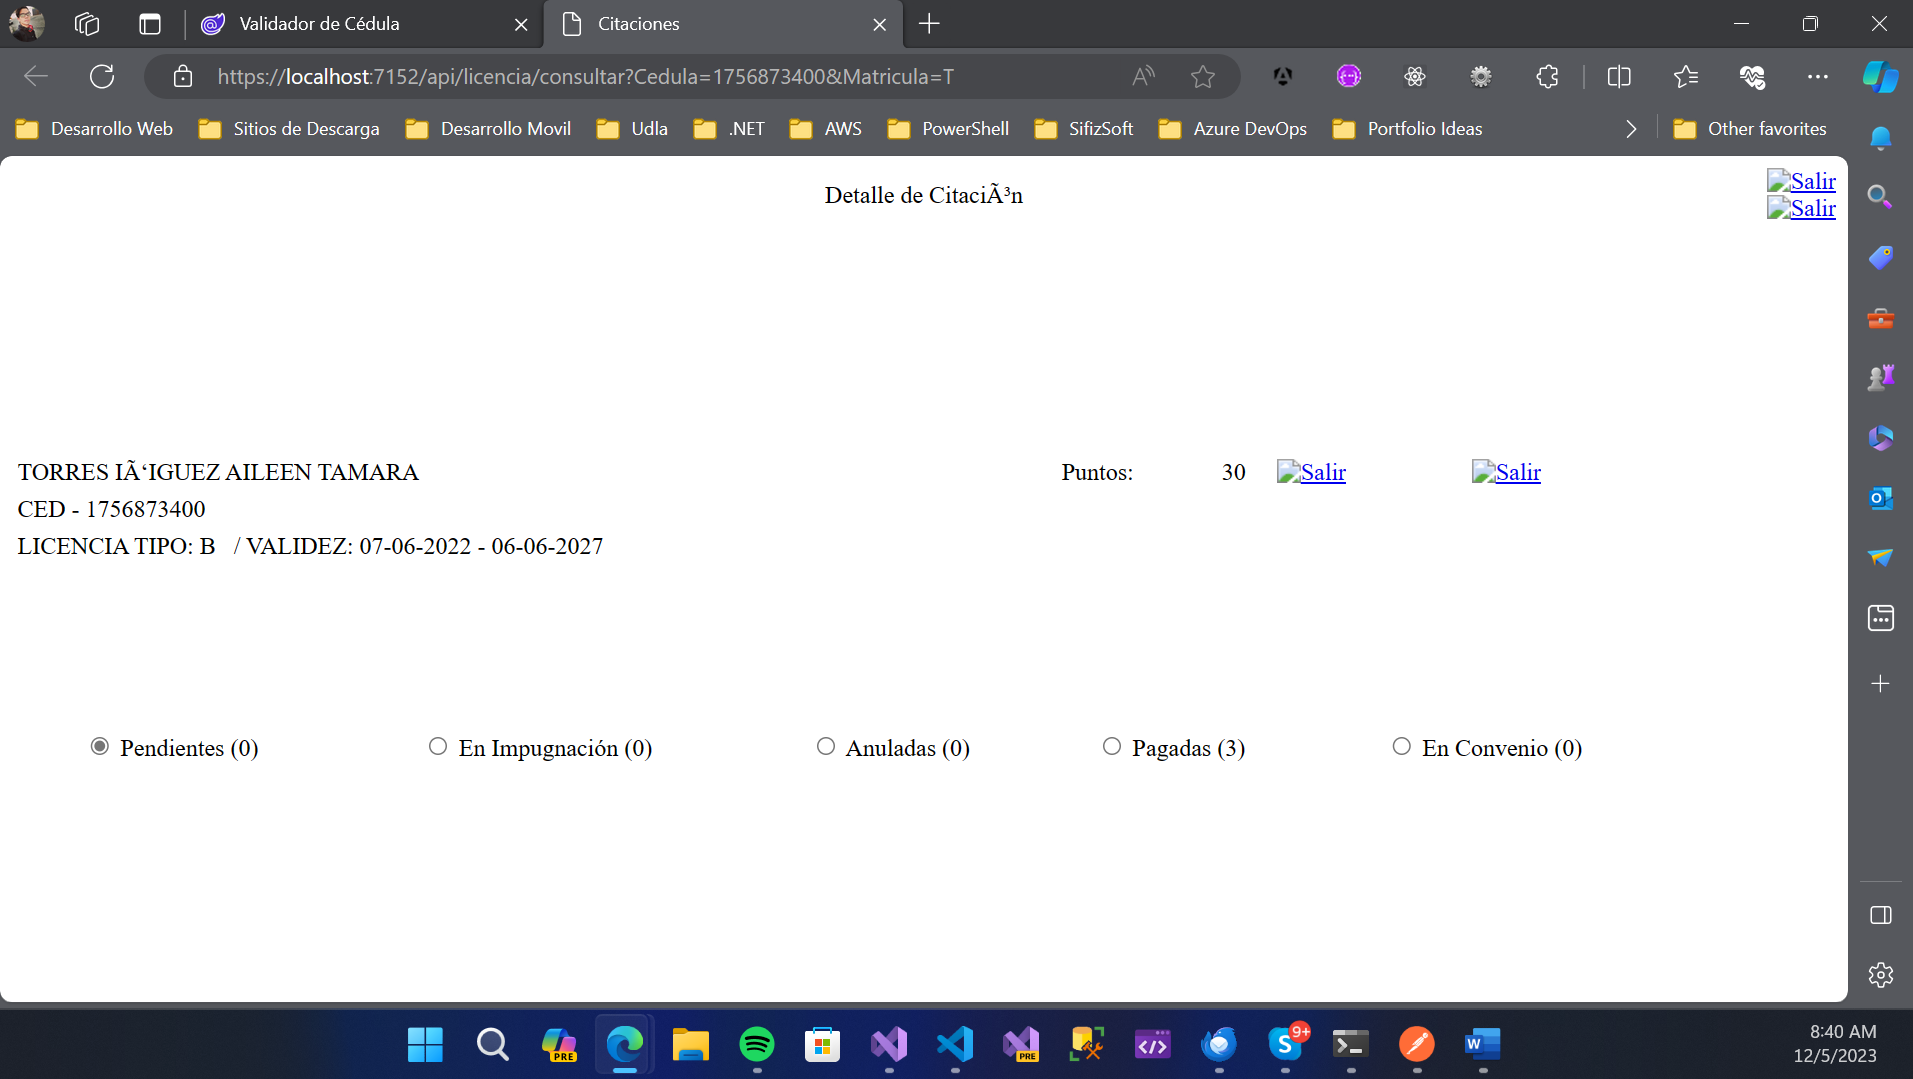 Validador de Cédula
Citaciones
https://localhost:7152/api/licencia/consultar?Cedula=1756873400&Matricula=T
Desarrollo Web
Sitios de Descarga
Desarrollo Movil
Udla
.NET
AWS
PowerShell
SifizSoft
Azure DevOps
Portfolio Ideas
Other favorites
Detalle de CitaciÃ³n
Salir
Salir
TORRES IÃ‘IGUEZ AILEEN TAMARA
Puntos: 30 Salir Salir
CED - 1756873400
LICENCIA TIPO: B / VALIDEZ: 07-06-2022 - 06-06-2027
Pendientes (0) En Impugnación (0) Anuladas (0) Pagadas (3) En Convenio (0)
PRE
PRE
9+
8:40 AM
12/5/2023